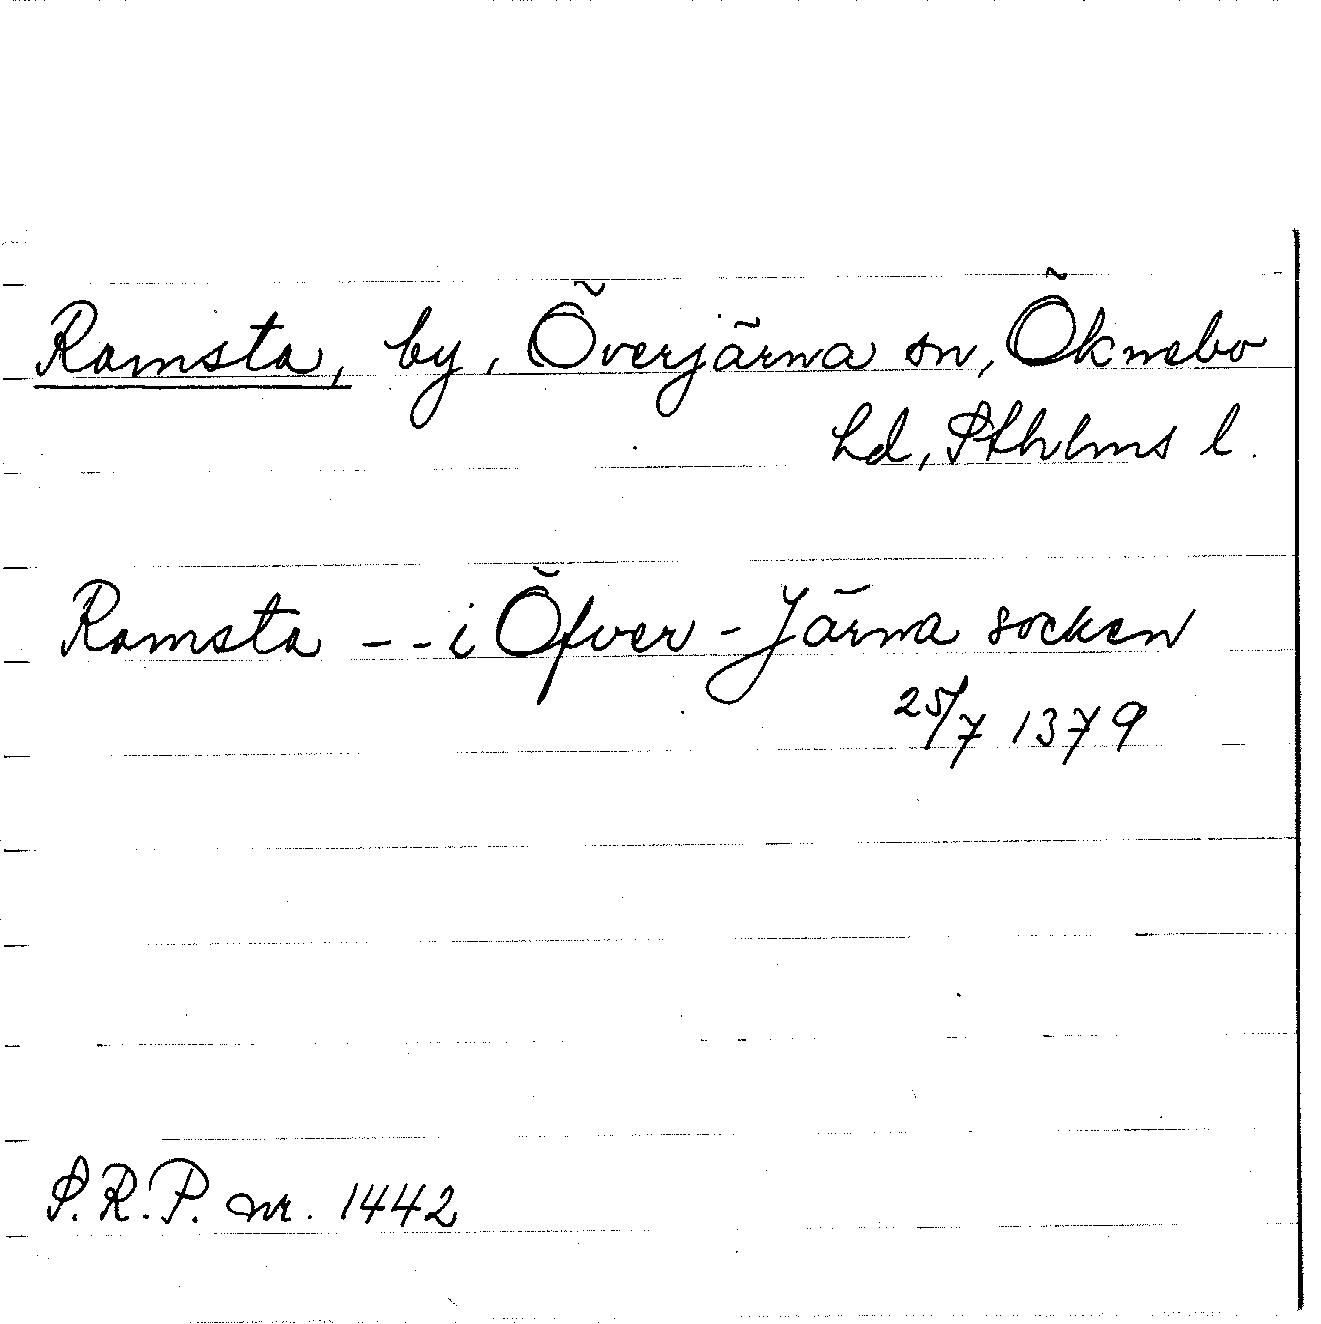 Ramsta, by, Överjärna sn, Öknebo
hd, Sthlms l.
Ramsta -- i Öfver-Järna socken
25/7 1379
S.R.P. nr. 1442